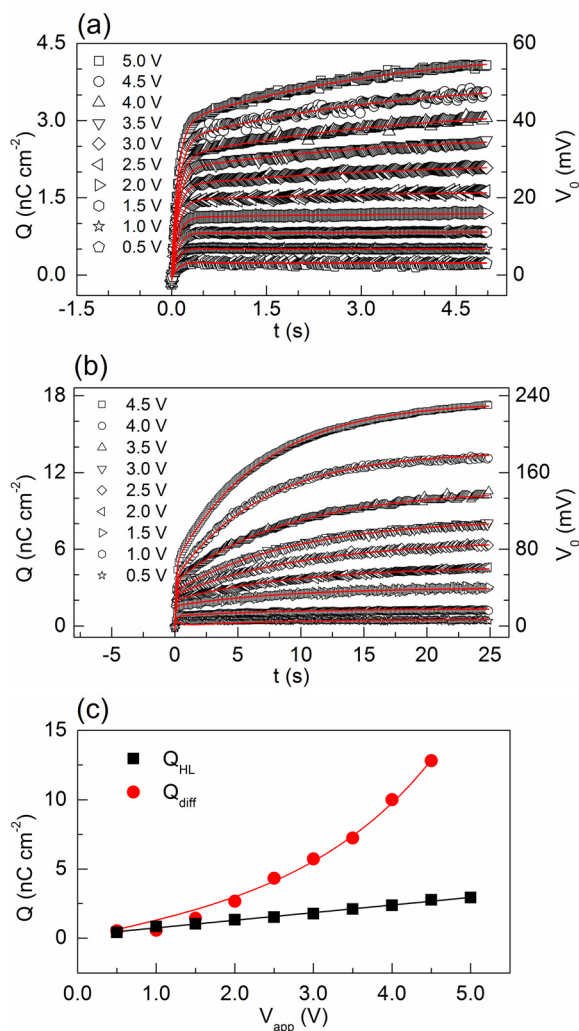 (a)
4.5
3.0
1.5
0.0
Q (nC cm⁻²)
5.0 V
4.5 V
4.0 V
3.5 V
3.0 V
2.5 V
2.0 V
1.5 V
1.0 V
0.5 V
60
40
20
0
V₀ (mV)
-1.5 0.0 1.5 3.0 4.5
t (s)
(b)
18
12
6
0
Q (nC cm⁻²)
4.5 V
4.0 V
3.5 V
3.0 V
2.5 V
2.0 V
1.5 V
1.0 V
0.5 V
240
160
80
0
V₀ (mV)
-5 0 5 10 15 20 25
t (s)
(c)
15
10
5
0
Q (nC cm⁻²)
Q_HL
Q_diff
0.0 1.0 2.0 3.0 4.0 5.0
V_app (V)